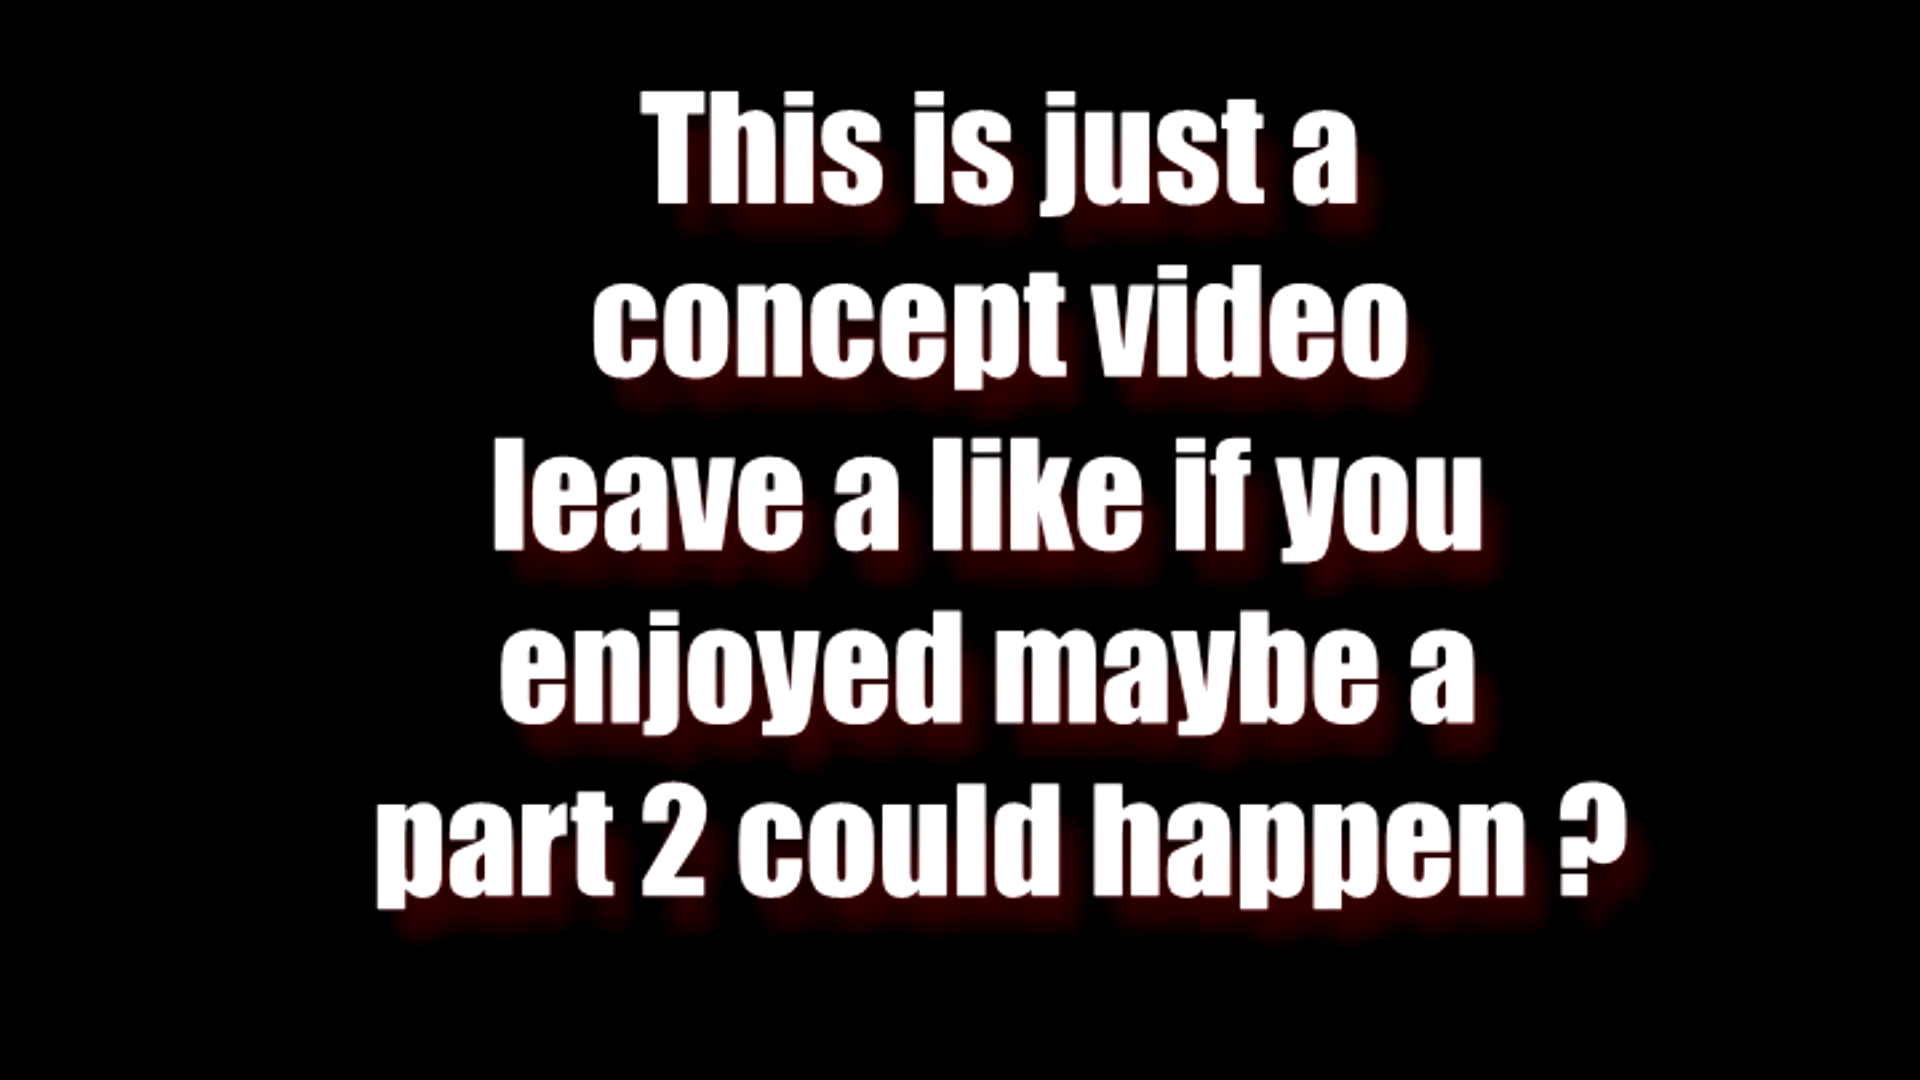 This is just a
concept video
leave a like if you
enjoyed maybe a
part 2 could happen ?